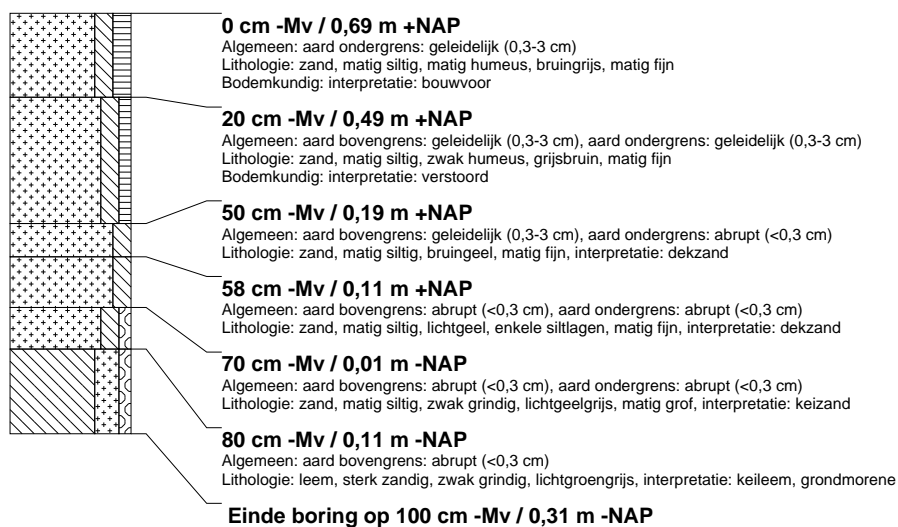 0 cm -Mv / 0,69 m +NAP
Algemeen: aard ondergrens: geleidelijk (0,3-3 cm)
Lithologie: zand, matig siltig, matig humeus, bruingrijs, matig fijn
Bodemkundig: interpretatie: bouwvoor
20 cm -Mv / 0,49 m +NAP
Algemeen: aard bovengrens: geleidelijk (0,3-3 cm), aard ondergrens: geleidelijk (0,3-3 cm)
Lithologie: zand, matig siltig, zwak humeus, grijsbruin, matig fijn
Bodemkundig: interpretatie: verstoord
50 cm -Mv / 0,19 m +NAP
Algemeen: aard bovengrens: geleidelijk (0,3-3 cm), aard ondergrens: abrupt (<0,3 cm)
Lithologie: zand, matig siltig, bruingeel, matig fijn, interpretatie: dekzand
58 cm -Mv / 0,11 m +NAP
Algemeen: aard bovengrens: abrupt (<0,3 cm), aard ondergrens: abrupt (<0,3 cm)
Lithologie: zand, matig siltig, lichtgeel, enkele siltlagen, matig fijn, interpretatie: dekzand
70 cm -Mv / 0,01 m -NAP
Algemeen: aard bovengrens: abrupt (<0,3 cm), aard ondergrens: abrupt (<0,3 cm)
Lithologie: zand, matig siltig, zwak grindig, lichtgeelgrijs, matig grof, interpretatie: keizand
80 cm -Mv / 0,11 m -NAP
Algemeen: aard bovengrens: abrupt (<0,3 cm)
Lithologie: leem, sterk zandig, zwak grindig, lichtgroengrijs, interpretatie: keileem, grondmorene
Einde boring op 100 cm -Mv / 0,31 m -NAP